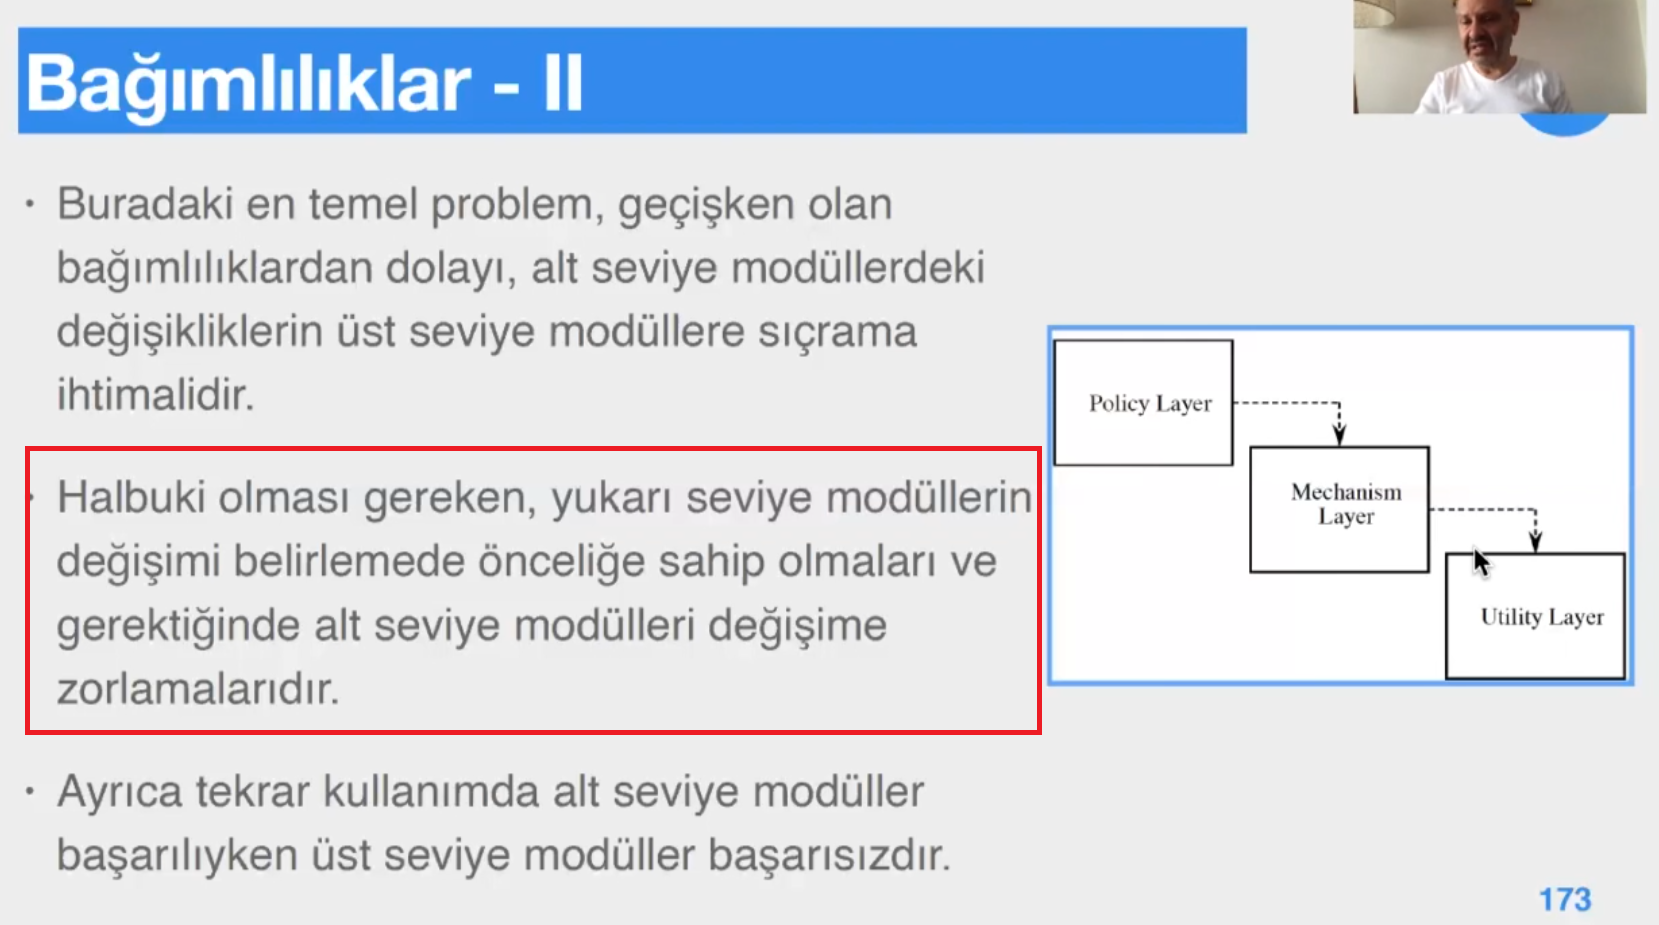 Bağımlılıklar - II
• Buradaki en temel problem, geçişken olan
bağımlılıklardan dolayı, alt seviye modüllerdeki
değişikliklerin üst seviye modüllere sıçrama
ihtimalidir.
• Halbuki olması gereken, yukarı seviye modüllerin
değişimi belirlemede önceliğe sahip olmaları ve
gerektiğinde alt seviye modülleri değişime
zorlamalarıdır.
• Ayrıca tekrar kullanımda alt seviye modüller
başarılıyken üst seviye modüller başarısızdır.
Policy Layer
Mechanism
Layer
Utility Layer
173